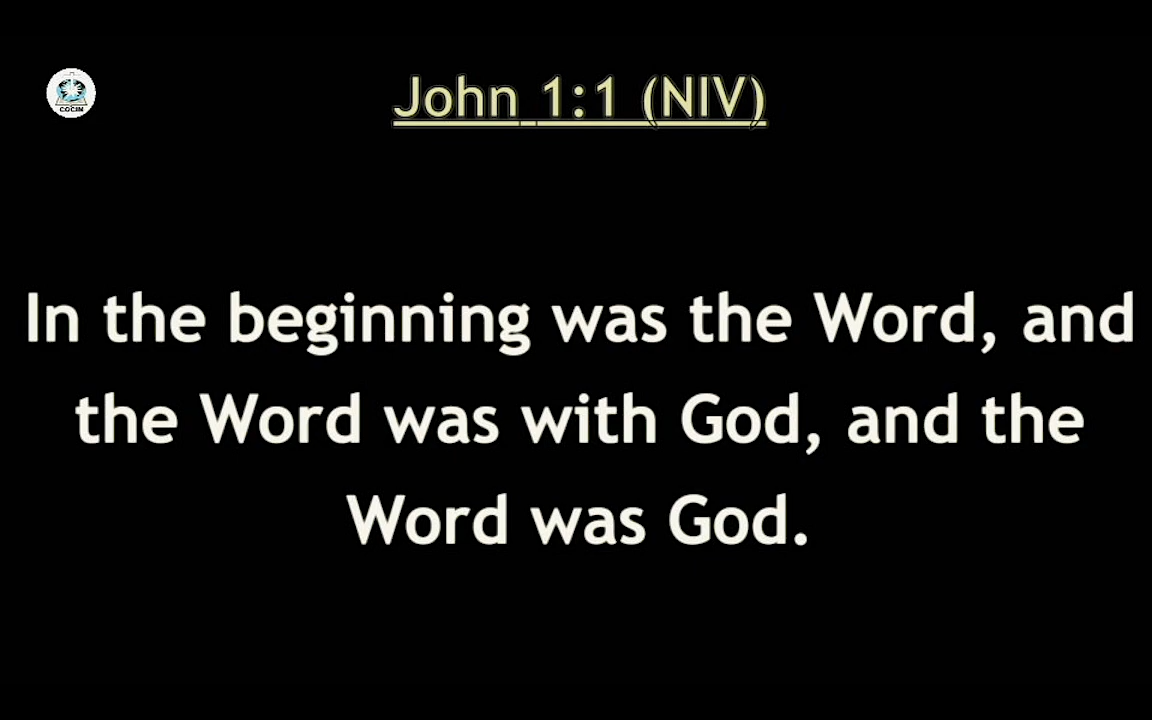 COCIN
John 1:1 (NIV)
In the beginning was the Word, and
the Word was with God, and the
Word was God.